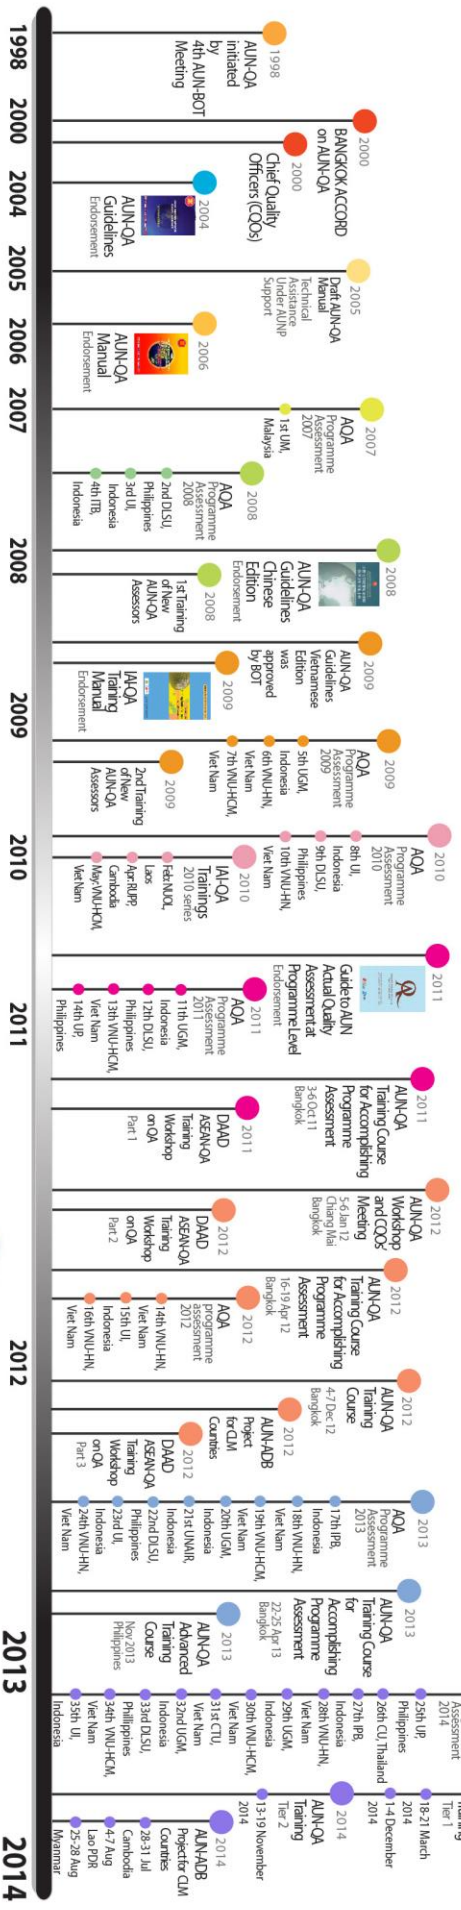 1998
AUN-QA
initiated
by
4th AUN-BOT
Meeting
2000
BANGKOK ACCORD
on AUN-QA
2000
Chief Quality
Officers (CQOs)
2004
AUN-QA
Guidelines
Endorsement
2005
Draft AUN-QA
Manual
Technical
Assistance
Under AUNP
Support
2006
AUN-QA
Manual
Endorsement
2007
AQA
Programme
Assessment
2007
1st UM,
Malaysia
2008
AQA
Programme
Assessment
2008
2nd DLSU,
Philippines
3rd UI,
Indonesia
4th ITB,
Indonesia
2008
AUN-QA
Guidelines
Chinese
Edition
Endorsement
2008
1st Training
of New
AUN-QA
Assessors
2009
AUN-QA
Guidelines
Vietnamese
Edition
was
approved
by BOT
2009
IAI-QA
Training
Manual
Endorsement
2009
AQA
Programme
Assessment
2009
5th UGM,
Indonesia
6th VNU-HN,
Viet Nam
7th VNU-HCM,
Viet Nam
2009
2nd Training
of New
AUN-QA
Assessors
2010
AQA
Programme
Assessment
2010
8th UI,
Indonesia
9th DLSU,
Philippines
10th VNU-HN,
Viet Nam
2010
IAI-QA
Trainings
2010 series
Feb: NUOL,
Laos
Apr: RUPP,
Cambodia
May: VNU-HCM,
Viet Nam
2011
Guide to AUN
Actual Quality
Assessment at
Programme Level
Endorsement
2011
AQA
Programme
Assessment
2011
11th UGM,
Indonesia
12th DLSU,
Philippines
13th VNU-HCM,
Viet Nam
14th UP,
Philippines
2011
AUN-QA
Training Course
for Accomplishing
Programme
Assessment
3-6 Oct 11
Bangkok
2011
DAAD
ASEAN-QA
Training
Workshop
on QA
Part 1
2012
AUN-QA
Workshop
and CQOs'
Meeting
5-6 Jan 12
Chiang Mai
Bangkok
2012
DAAD
ASEAN-QA
Training
Workshop
on QA
Part 2
2012
AUN-QA
Training Course
for Accomplishing
Programme
Assessment
16-19 Apr 12
Bangkok
2012
AQA
programme
assessment
2012
14th VNU-HN,
Viet Nam
15th UI,
Indonesia
16th VNU-HN,
Viet Nam
2012
AUN-QA
Training
Course
4-7 Dec 12
Bangkok
2012
AUN-ADB
Project
for CLM
Countries
2012
DAAD
ASEAN-QA
Training
Workshop
on QA
Part 3
2013
AQA
Programme
Assessment
2013
17th IPB,
Indonesia
18th VNU-HN,
Viet Nam
19th VNU-HCM,
Viet Nam
20th UGM,
Indonesia
21st UNAIR,
Indonesia
22nd DLSU,
Philippines
23rd UI,
Indonesia
24th VNU-HN,
Viet Nam
2013
AUN-QA
Training Course
for
Accomplishing
Programme
Assessment
22-25 Apr 13
Bangkok
2013
AUN-QA
Advanced
Training
Course
Nov 2013
Philippines
Assessment
2014
25th UP,
Philippines
26th CU, Thailand
27th IPB,
Indonesia
28th VNU-HN,
Viet Nam
29th UGM,
Indonesia
30th VNU-HCM,
Viet Nam
31st CTU,
Viet Nam
32nd UGM,
Indonesia
33rd DLSU,
Philippines
34th VNU-HCM,
Viet Nam
35th UI,
Indonesia
Tier 1
18-21 March
2014
1-4 December
2014
2014
AUN-QA
Training
Tier 2
13-19 November
2014
2014
AUN-ADB
Project for CLM
Countries
28-31 Jul
Cambodia
4-7 Aug
Lao PDR
25-28 Aug
Myanmar
1998
2000
2004
2005
2006
2007
2008
2009
2010
2011
2012
2013
2014